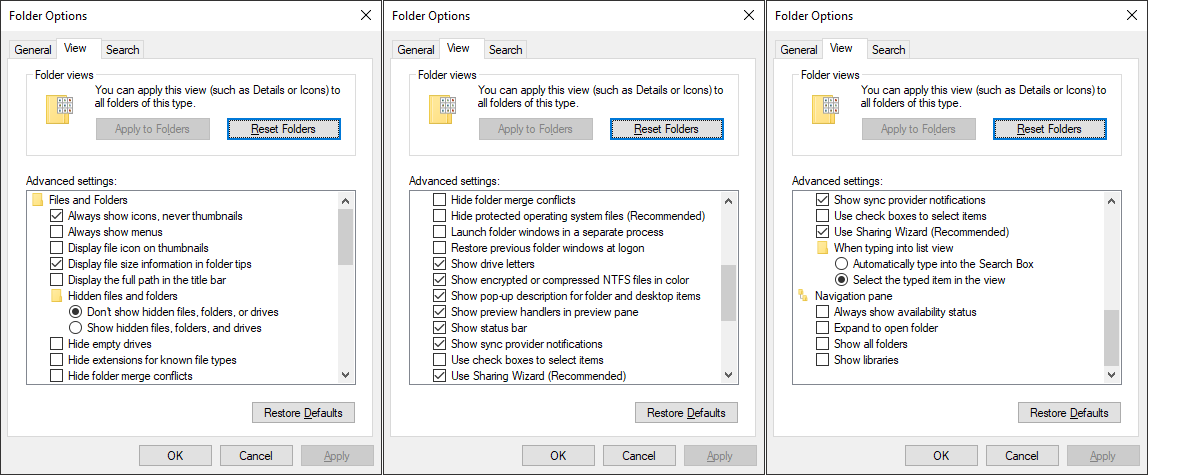 Folder Options
General
View
Search
Folder views
You can apply this view (such as Details or Icons) to
all folders of this type.
Apply to Folders
Reset Folders
Advanced settings:
Files and Folders
Always show icons, never thumbnails
Always show menus
Display file icon on thumbnails
Display file size information in folder tips
Display the full path in the title bar
Hidden files and folders
Don't show hidden files, folders, or drives
Show hidden files, folders, and drives
Hide empty drives
Hide extensions for known file types
Hide folder merge conflicts
Restore Defaults
OK
Cancel
Apply
Folder Options
General
View
Search
Folder views
You can apply this view (such as Details or Icons) to
all folders of this type.
Apply to Folders
Reset Folders
Advanced settings:
Hide folder merge conflicts
Hide protected operating system files (Recommended)
Launch folder windows in a separate process
Restore previous folder windows at logon
Show drive letters
Show encrypted or compressed NTFS files in color
Show pop-up description for folder and desktop items
Show preview handlers in preview pane
Show status bar
Show sync provider notifications
Use check boxes to select items
Use Sharing Wizard (Recommended)
Restore Defaults
OK
Cancel
Apply
Folder Options
General
View
Search
Folder views
You can apply this view (such as Details or Icons) to
all folders of this type.
Apply to Folders
Reset Folders
Advanced settings:
Show sync provider notifications
Use check boxes to select items
Use Sharing Wizard (Recommended)
When typing into list view
Automatically type into the Search Box
Select the typed item in the view
Navigation pane
Always show availability status
Expand to open folder
Show all folders
Show libraries
Restore Defaults
OK
Cancel
Apply